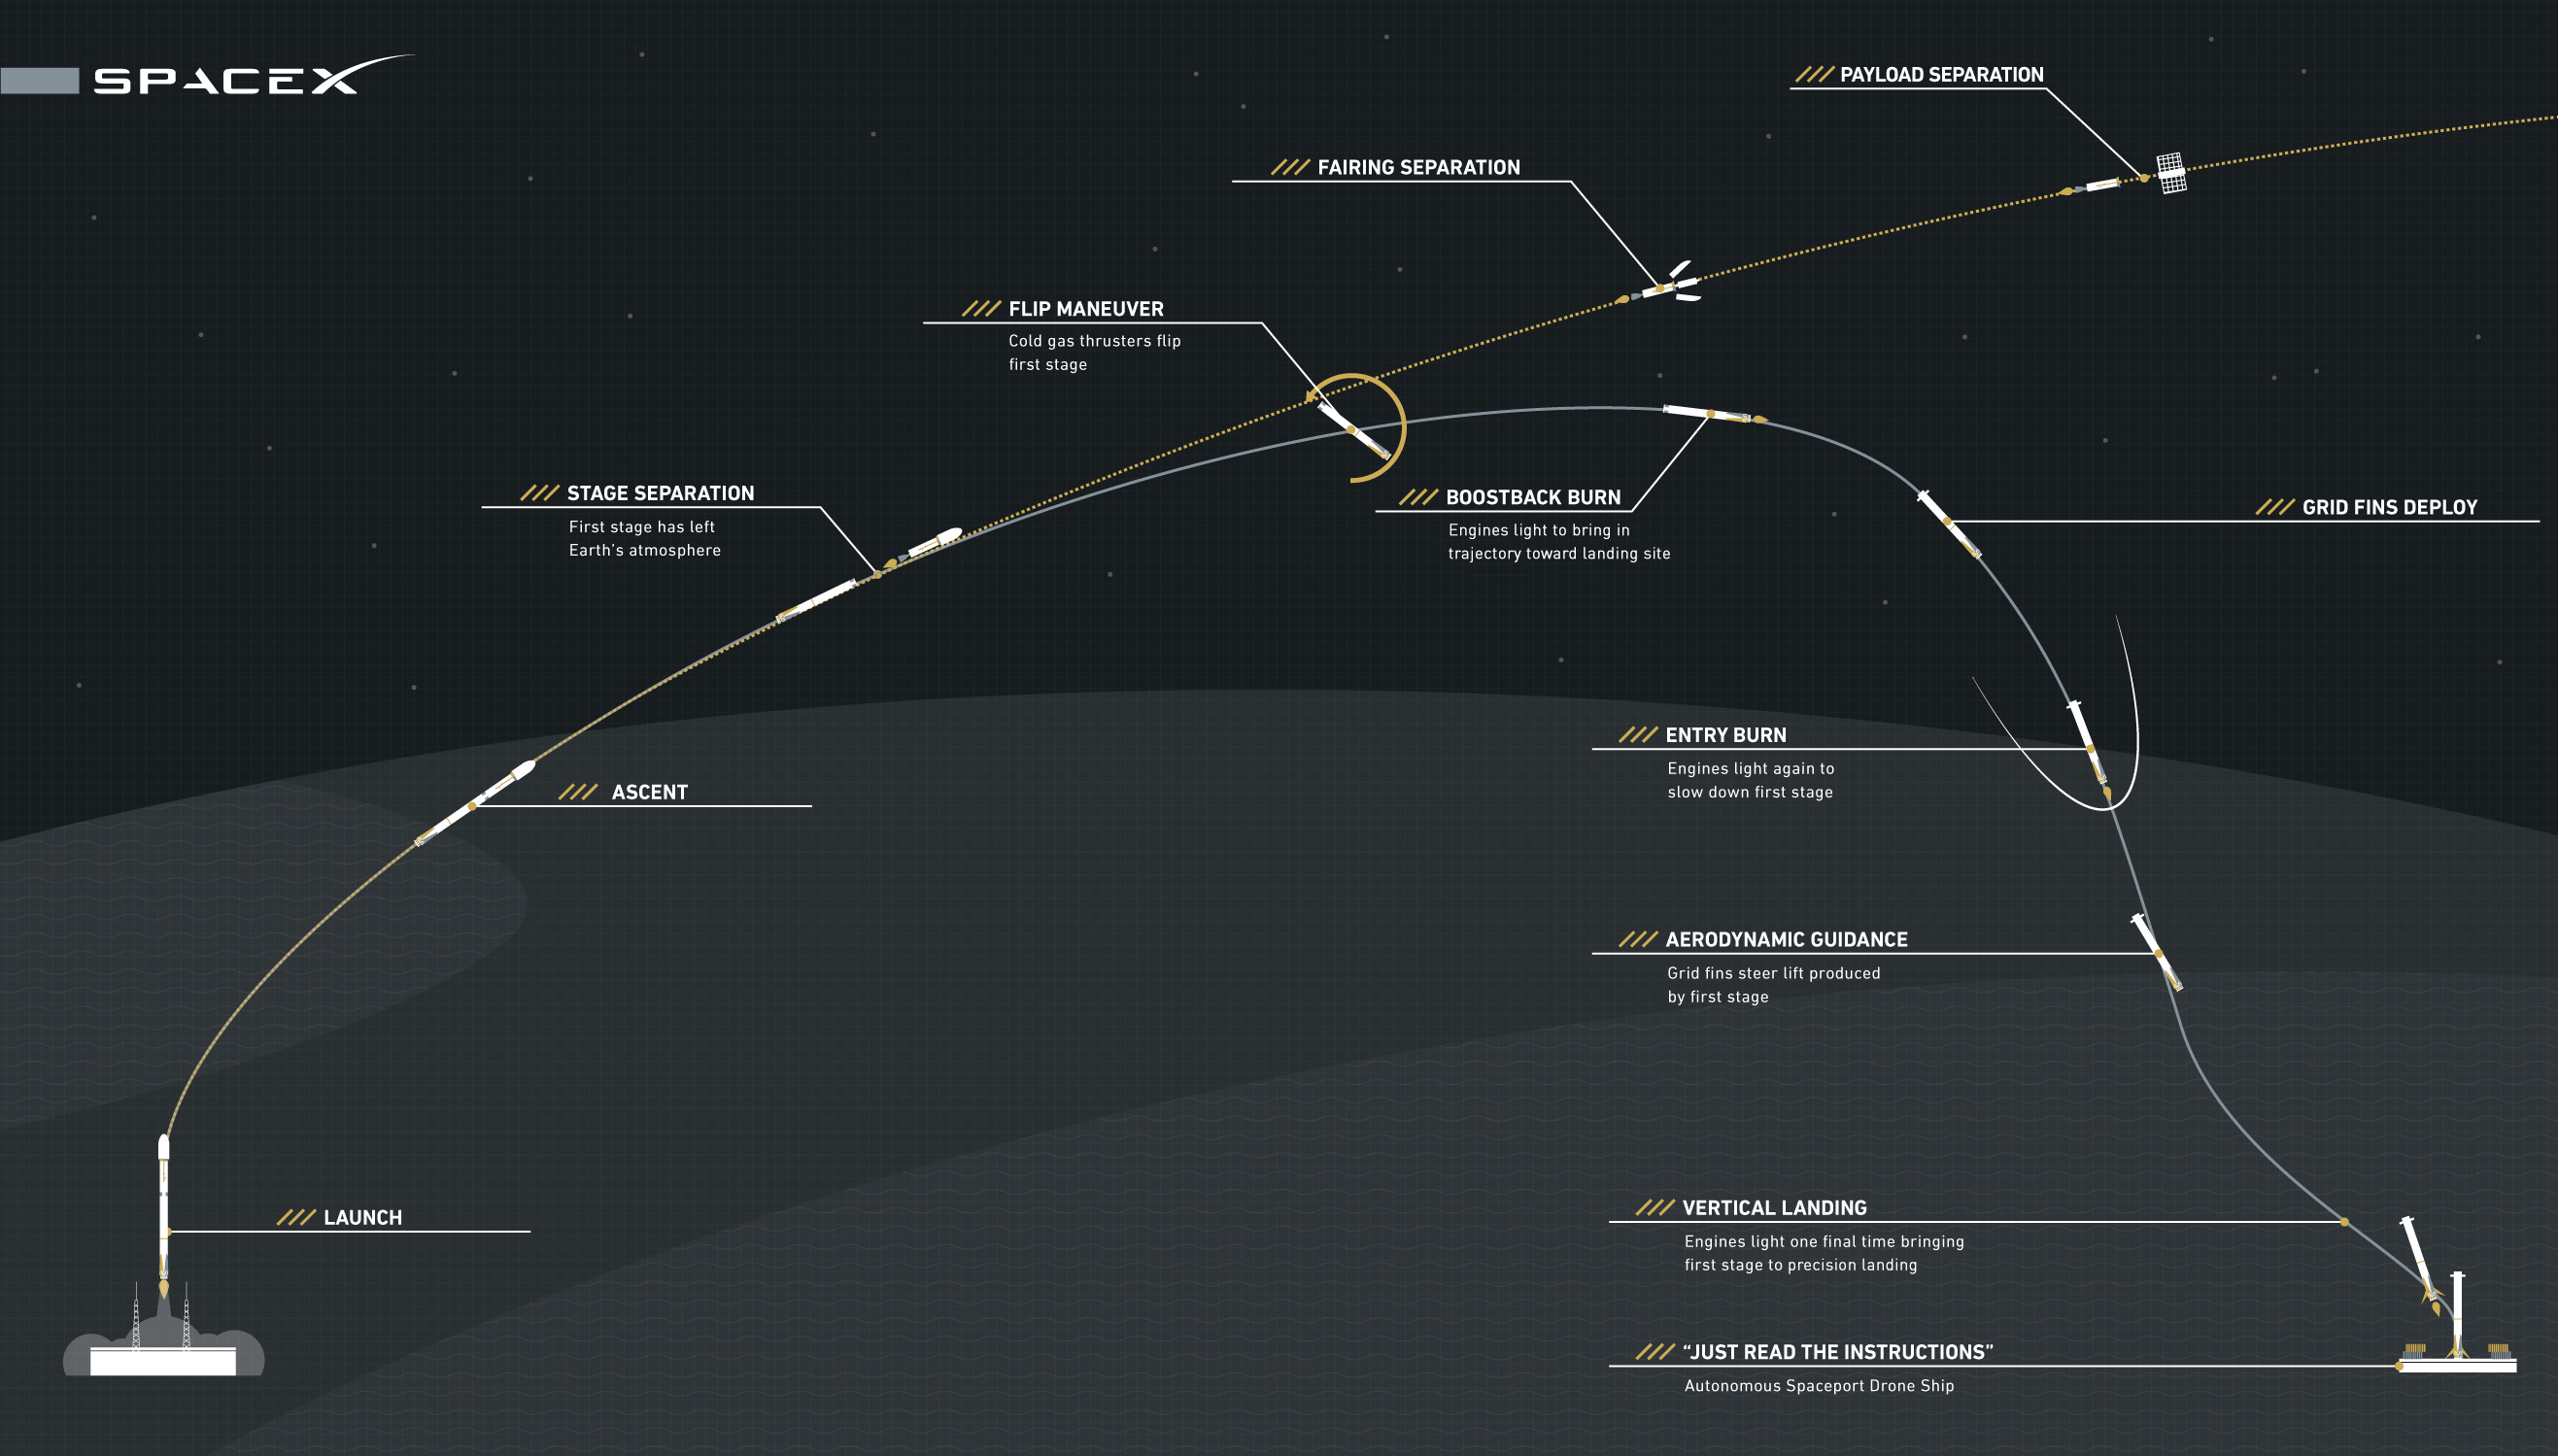 SPACEX
PAYLOAD SEPARATION
FAIRING SEPARATION
FLIP MANEUVER
Cold gas thrusters flip
first stage
STAGE SEPARATION
First stage has left
Earth's atmosphere
BOOSTBACK BURN
Engines light to bring in
trajectory toward landing site
GRID FINS DEPLOY
ENTRY BURN
Engines light again to
slow down first stage
ASCENT
AERODYNAMIC GUIDANCE
Grid fins steer lift produced
by first stage
LAUNCH
VERTICAL LANDING
Engines light one final time bringing
first stage to precision landing
“JUST READ THE INSTRUCTIONS”
Autonomous Spaceport Drone Ship